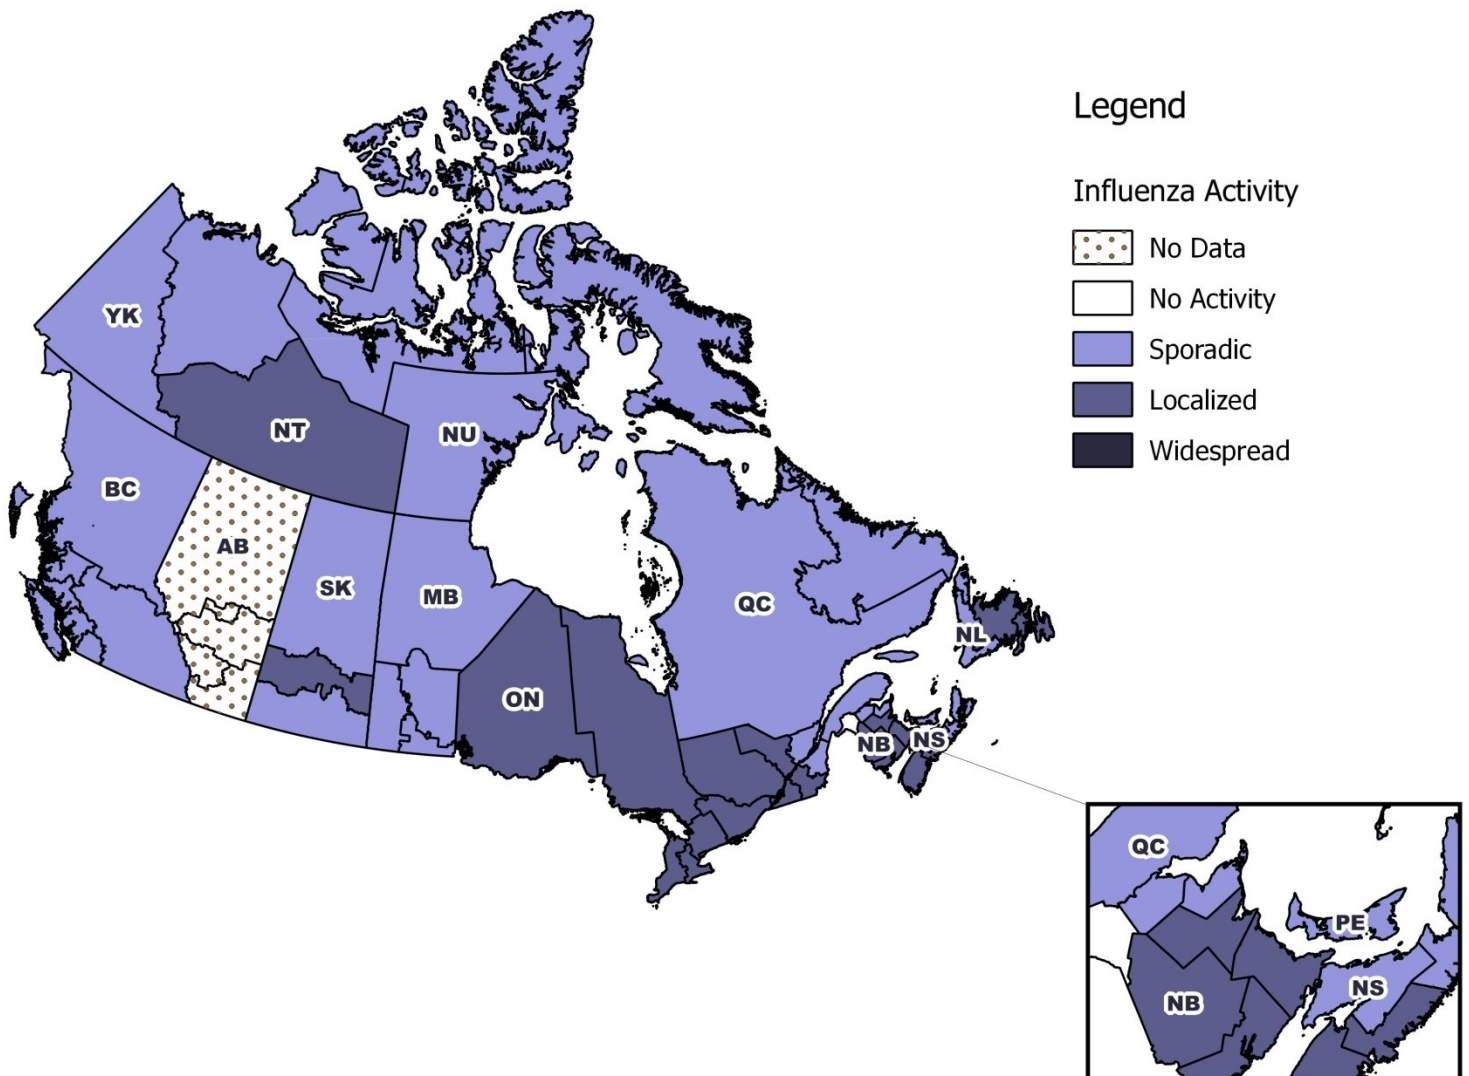 Legend
Influenza Activity
No Data
No Activity
Sporadic
Localized
Widespread
YK
NT
NU
BC
AB
SK
MB
QC
NL
ON
NB
NS
QC
PE
NS
NB